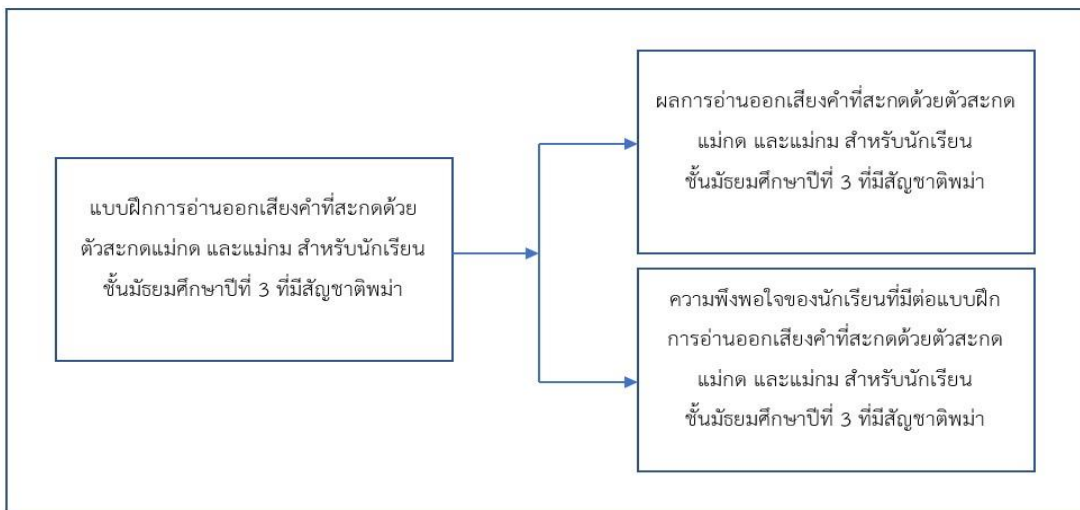 แบบฝึกการอ่านออกเสียงคำที่สะกดด้วย
ตัวสะกดแม่กด และแม่กม สำหรับนักเรียน
ชั้นมัธยมศึกษาปีที่ 3 ที่มีสัญชาติพม่า
ผลการอ่านออกเสียงคำที่สะกดด้วยตัวสะกด
แม่กด และแม่กม สำหรับนักเรียน
ชั้นมัธยมศึกษาปีที่ 3 ที่มีสัญชาติพม่า
ความพึงพอใจของนักเรียนที่มีต่อแบบฝึก
การอ่านออกเสียงคำที่สะกดด้วยตัวสะกด
แม่กด และแม่กม สำหรับนักเรียน
ชั้นมัธยมศึกษาปีที่ 3 ที่มีสัญชาติพม่า